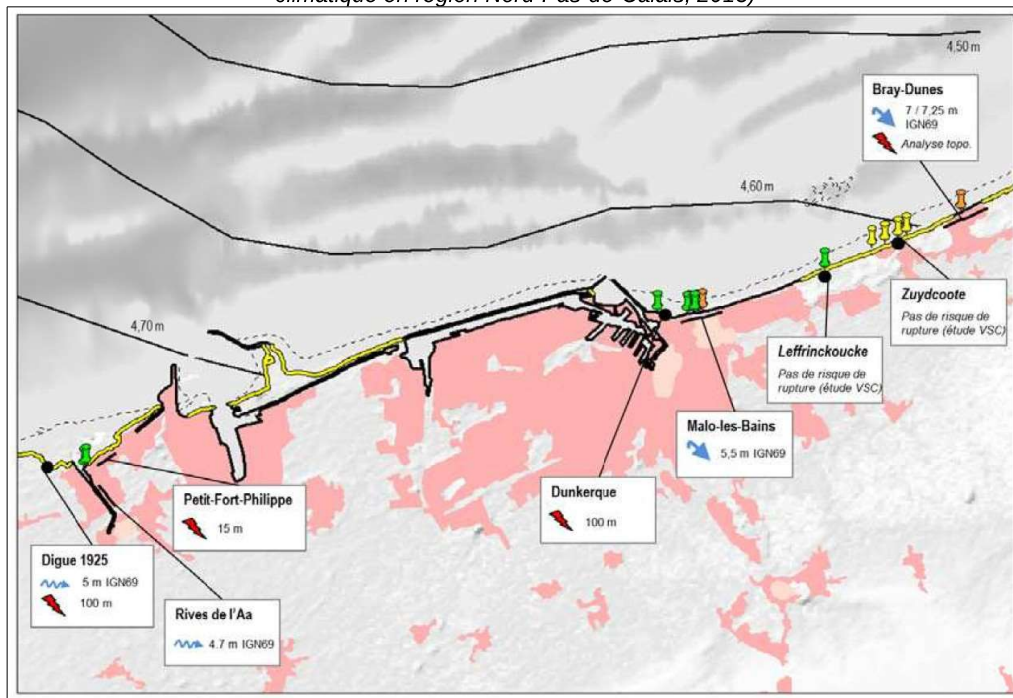 climatique en région Nord-Pas-de-Calais, 2013)
4,50 m
Bray-Dunes
7 / 7,25 m
IGN69
Analyse topo.
4,60 m
Zuydcoote
Pas de risque de
rupture (étude VSC)
4,70 m
Leffrinckoucke
Pas de risque de
rupture (étude VSC)
Malo-les-Bains
5,5 m IGN69
Dunkerque
100 m
Petit-Fort-Philippe
15 m
Digue 1925
5 m IGN69
100 m
Rives de l'Aa
4.7 m IGN69